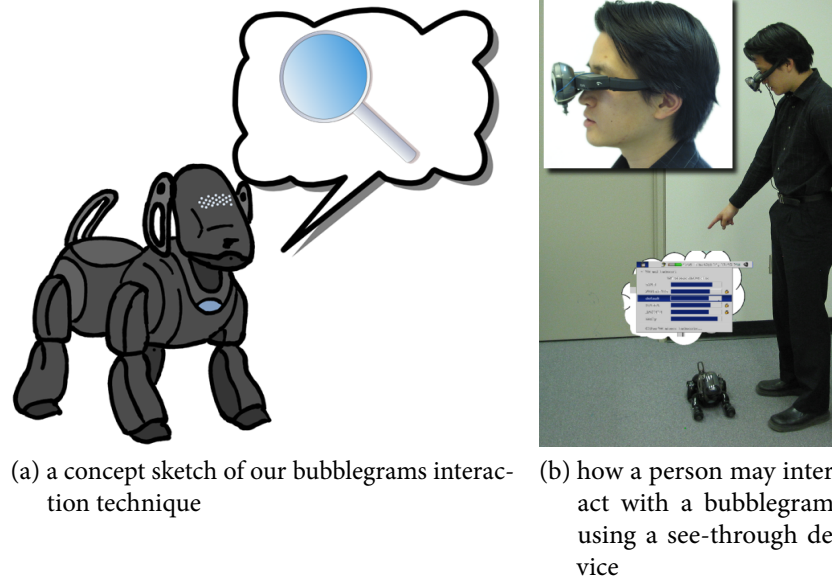 (a) a concept sketch of our bubblegrams interac-
tion technique
(b) how a person may inter
act with a bubblegram
using a see-through de
vice